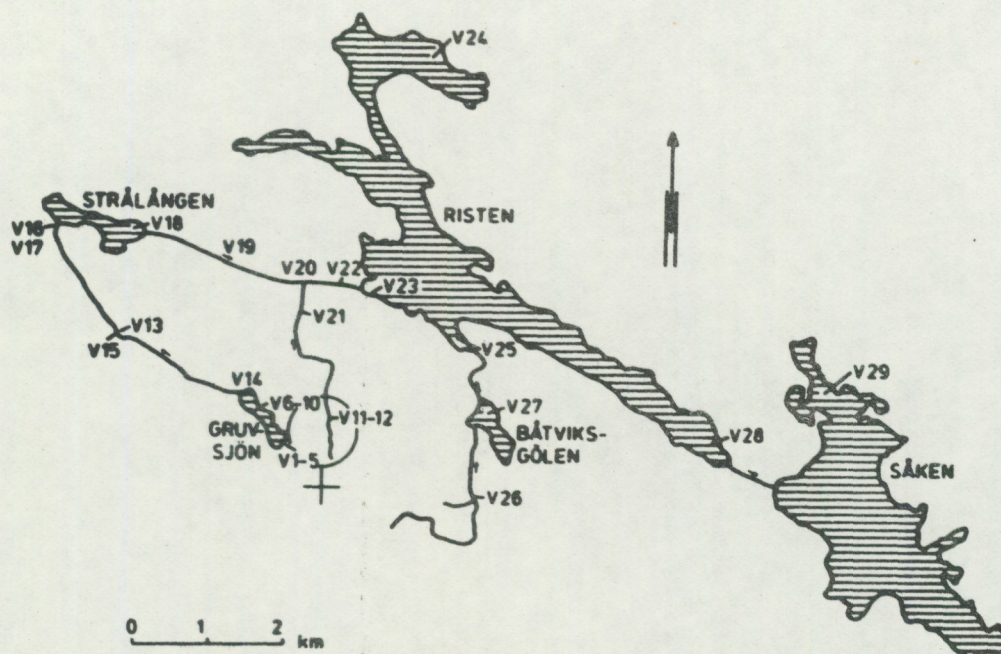 V24
STRÅLÅNGEN
RISTEN
V16
V17
V18
V19
V20
V22
V23
V21
V13
V15
V25
V14
V29
V6-10
V27
V11-12
GRUV-
SJÖN
BÅTVIKS-
GÖLEN
V28
V1-5
SÅKEN
V26
0 1 2 km